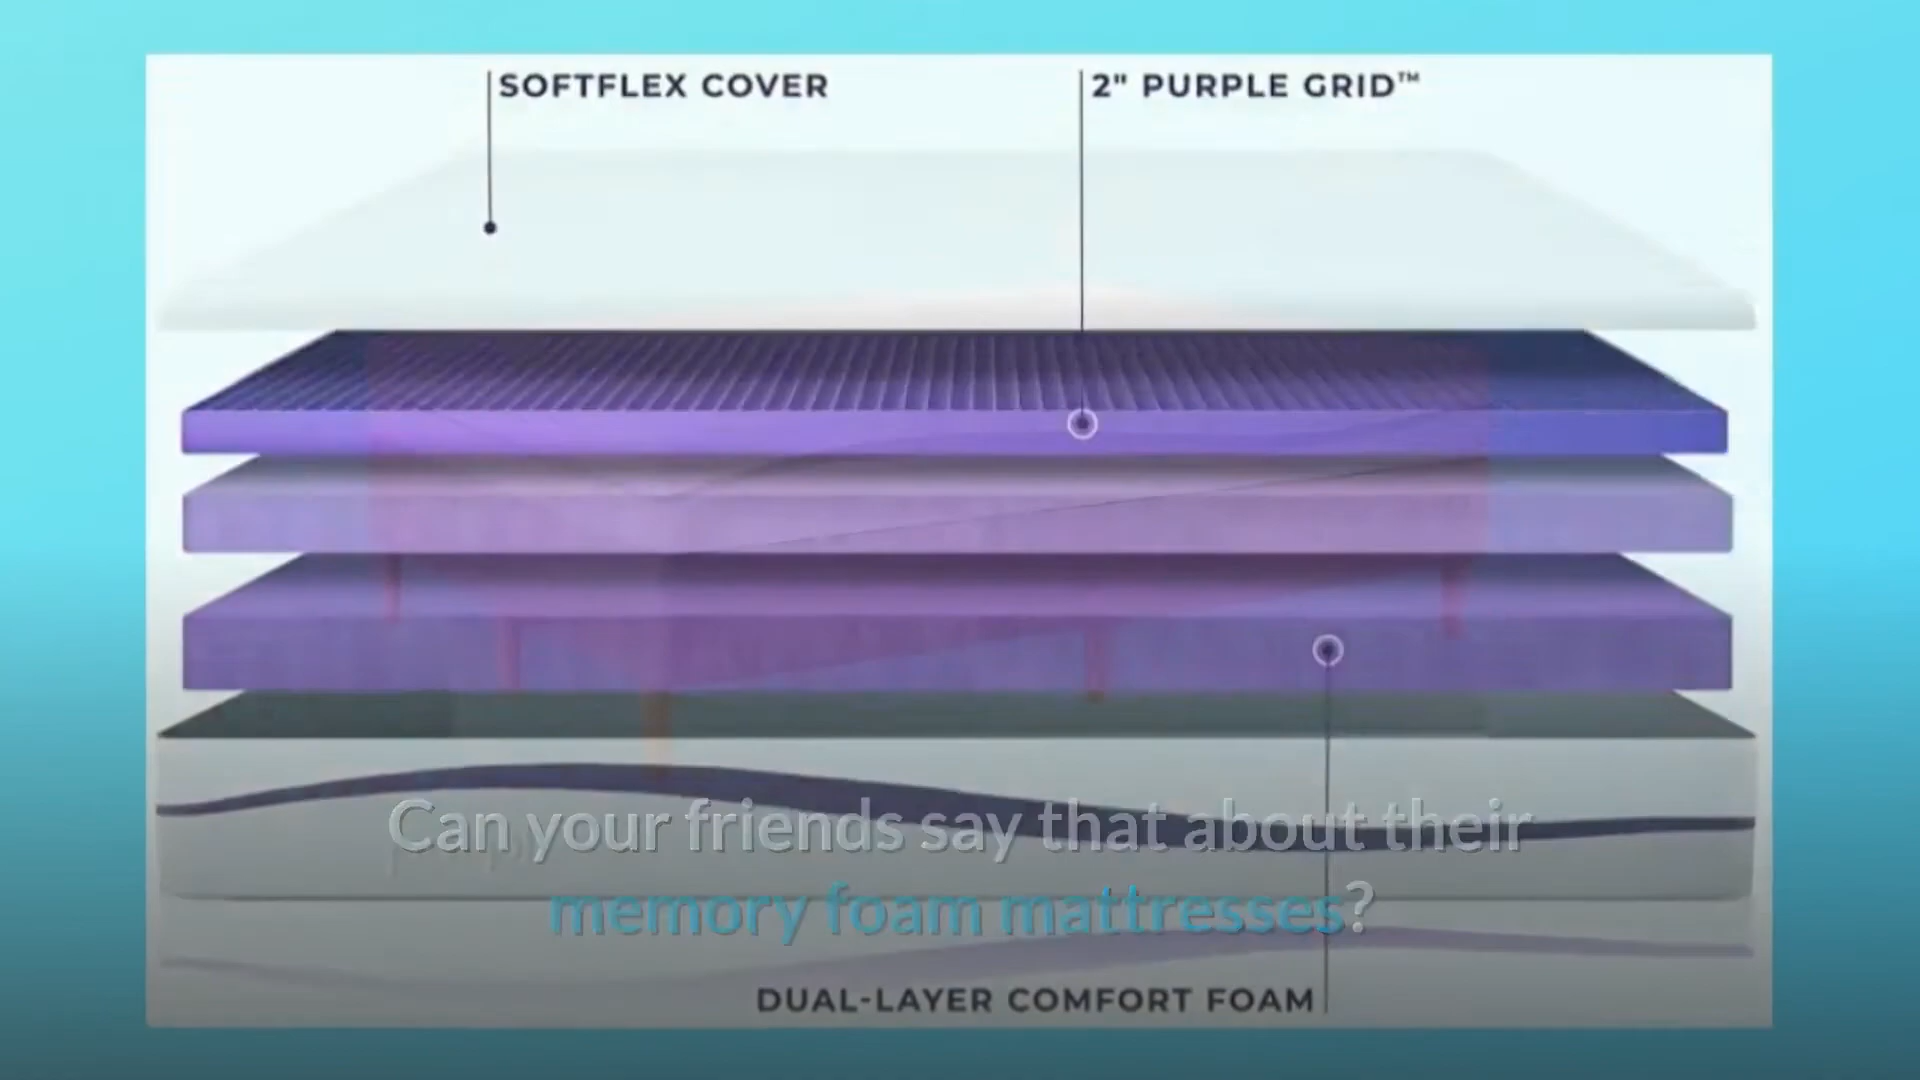 SOFTFLEX COVER
2" PURPLE GRID™
Can your friends say that about their
memory foam mattresses?
DUAL-LAYER COMFORT FOAM